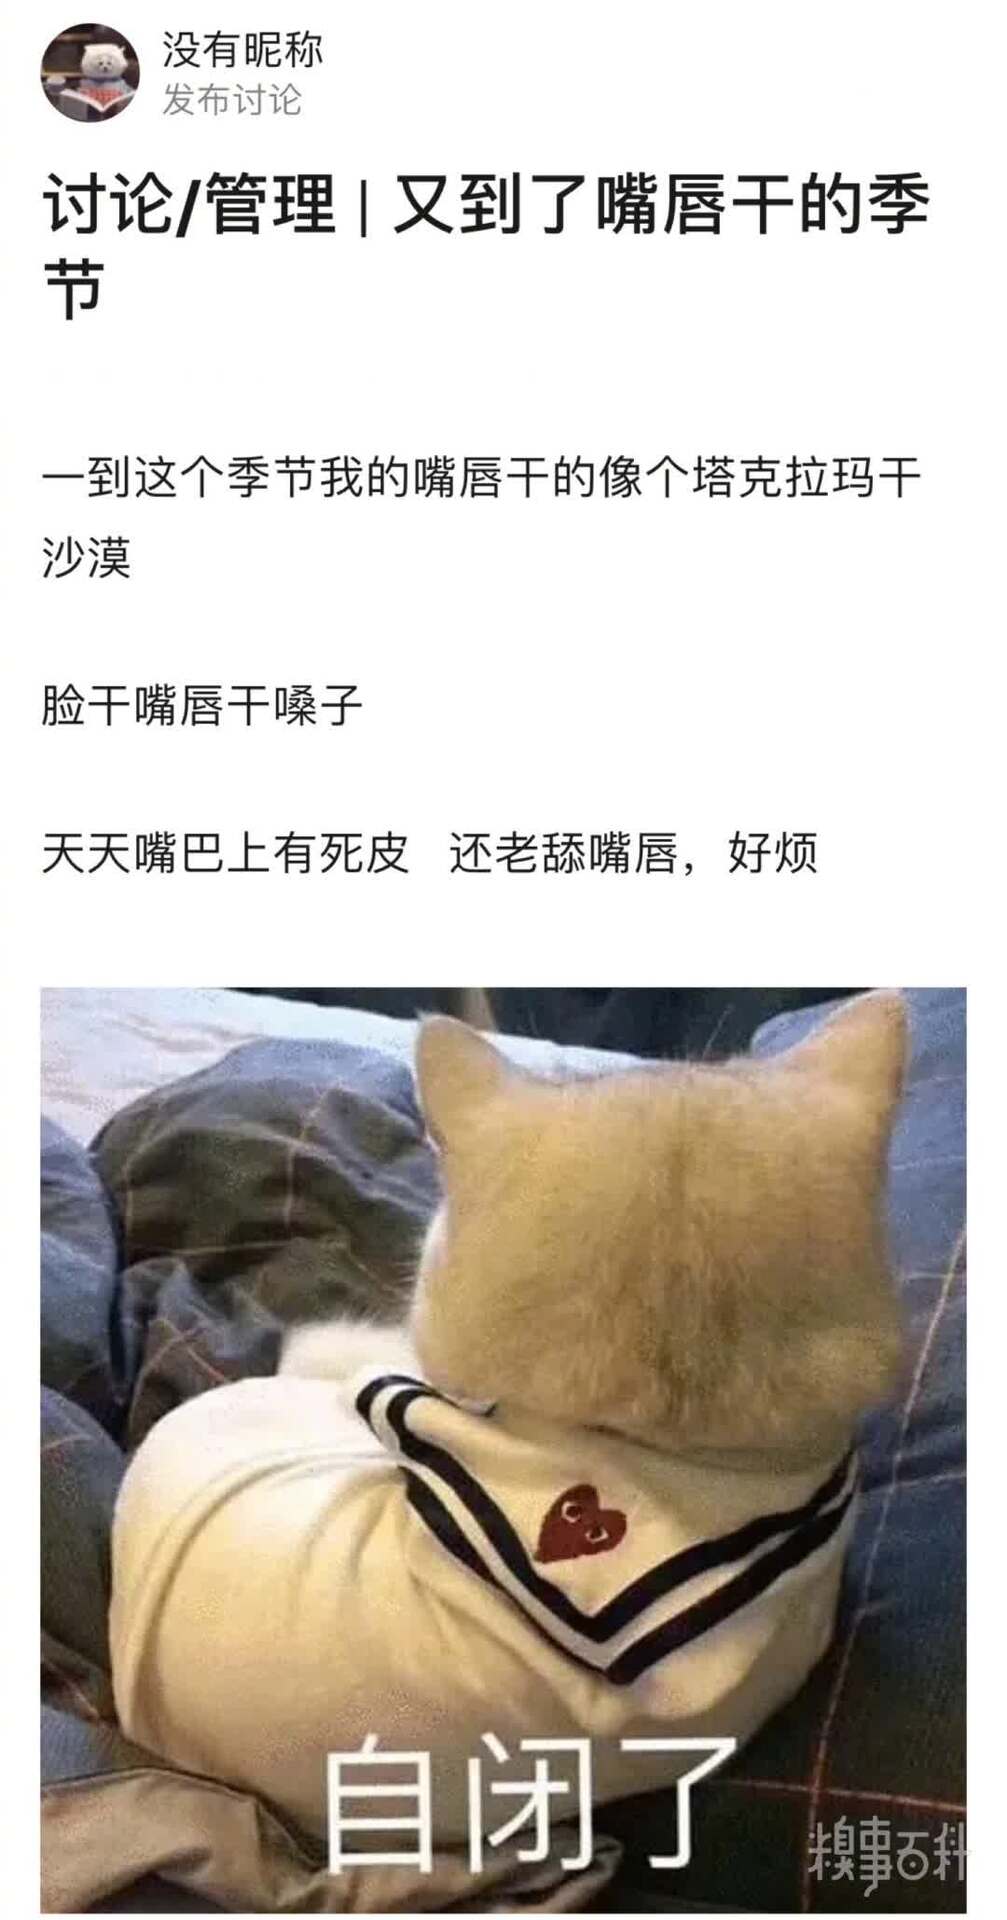 没有昵称
发布讨论
讨论/管理 | 又到了嘴唇干的季
节
一到这个季节我的嘴唇干的像个塔克拉玛干
沙漠
脸干嘴唇干嗓子
天天嘴巴上有死皮 还老舔嘴唇，好烦
自闭了
糗事百科